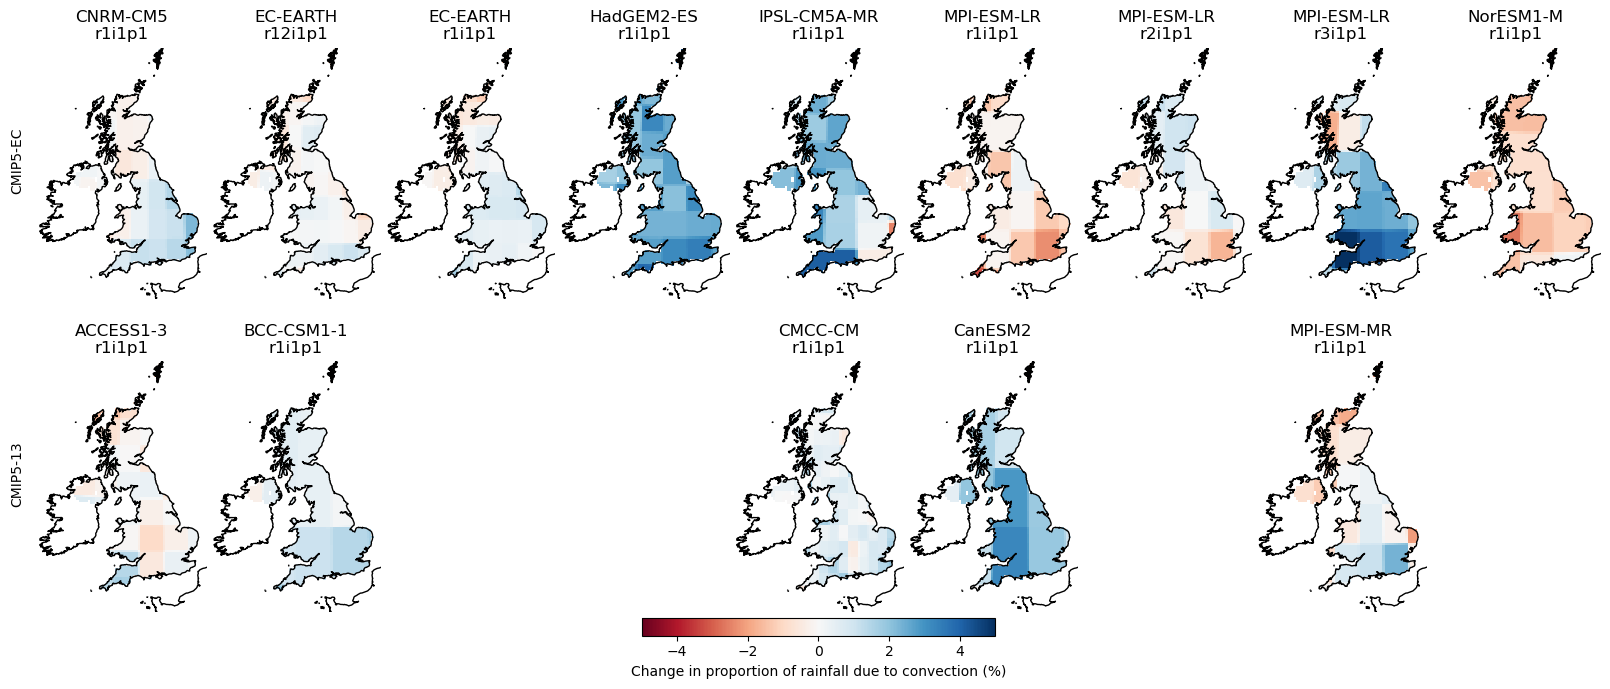 CNRM-CM5
r1i1p1
EC-EARTH
r12i1p1
EC-EARTH
r1i1p1
HadGEM2-ES
r1i1p1
IPSL-CM5A-MR
r1i1p1
MPI-ESM-LR
r1i1p1
MPI-ESM-LR
r2i1p1
MPI-ESM-LR
r3i1p1
NorESM1-M
r1i1p1
CMIP5-EC
ACCESS1-3
r1i1p1
BCC-CSM1-1
r1i1p1
CMCC-CM
r1i1p1
CanESM2
r1i1p1
MPI-ESM-MR
r1i1p1
CMIP5-13
−4 −2 0 2 4
Change in proportion of rainfall due to convection (%)